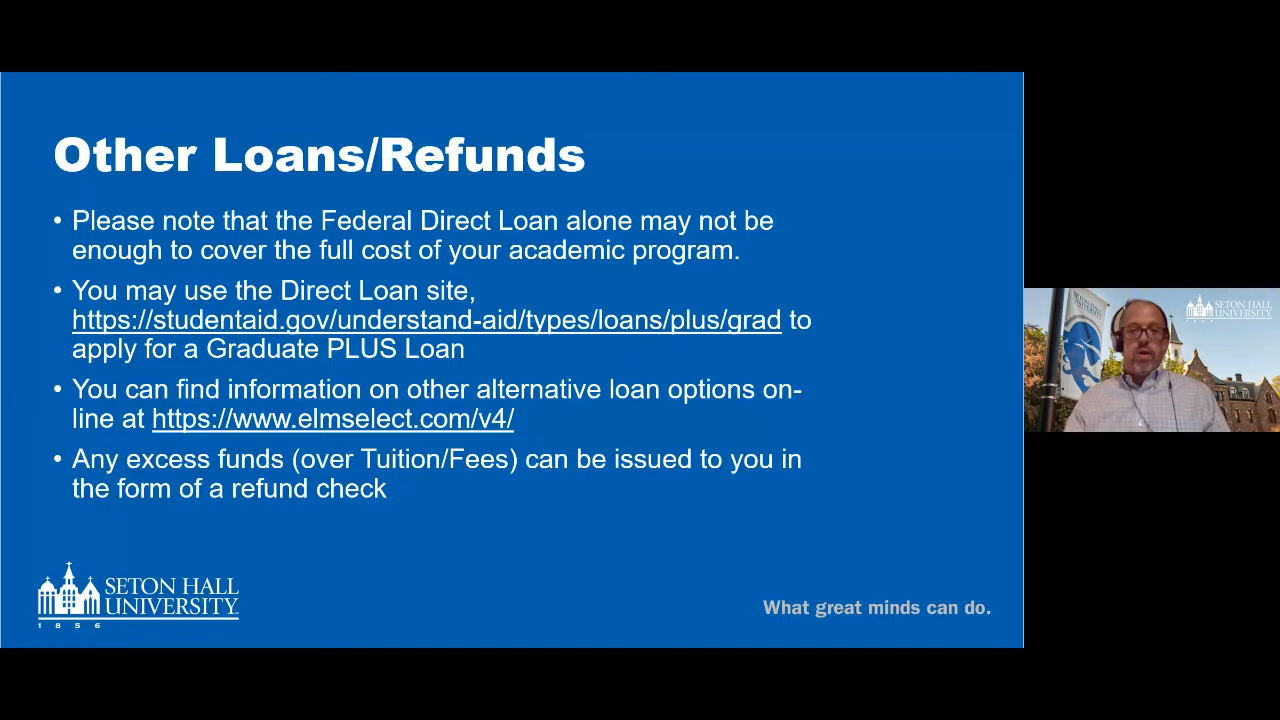 Other Loans/Refunds
• Please note that the Federal Direct Loan alone may not be
enough to cover the full cost of your academic program.
• You may use the Direct Loan site,
https://studentaid.gov/understand-aid/types/loans/plus/grad to
apply for a Graduate PLUS Loan
• You can find information on other alternative loan options on-
line at https://www.elmselect.com/v4/
• Any excess funds (over Tuition/Fees) can be issued to you in
the form of a refund check
SETON HALL
UNIVERSITY
1 8 5 6
What great minds can do.
SETON HALL
UNIVERSITY